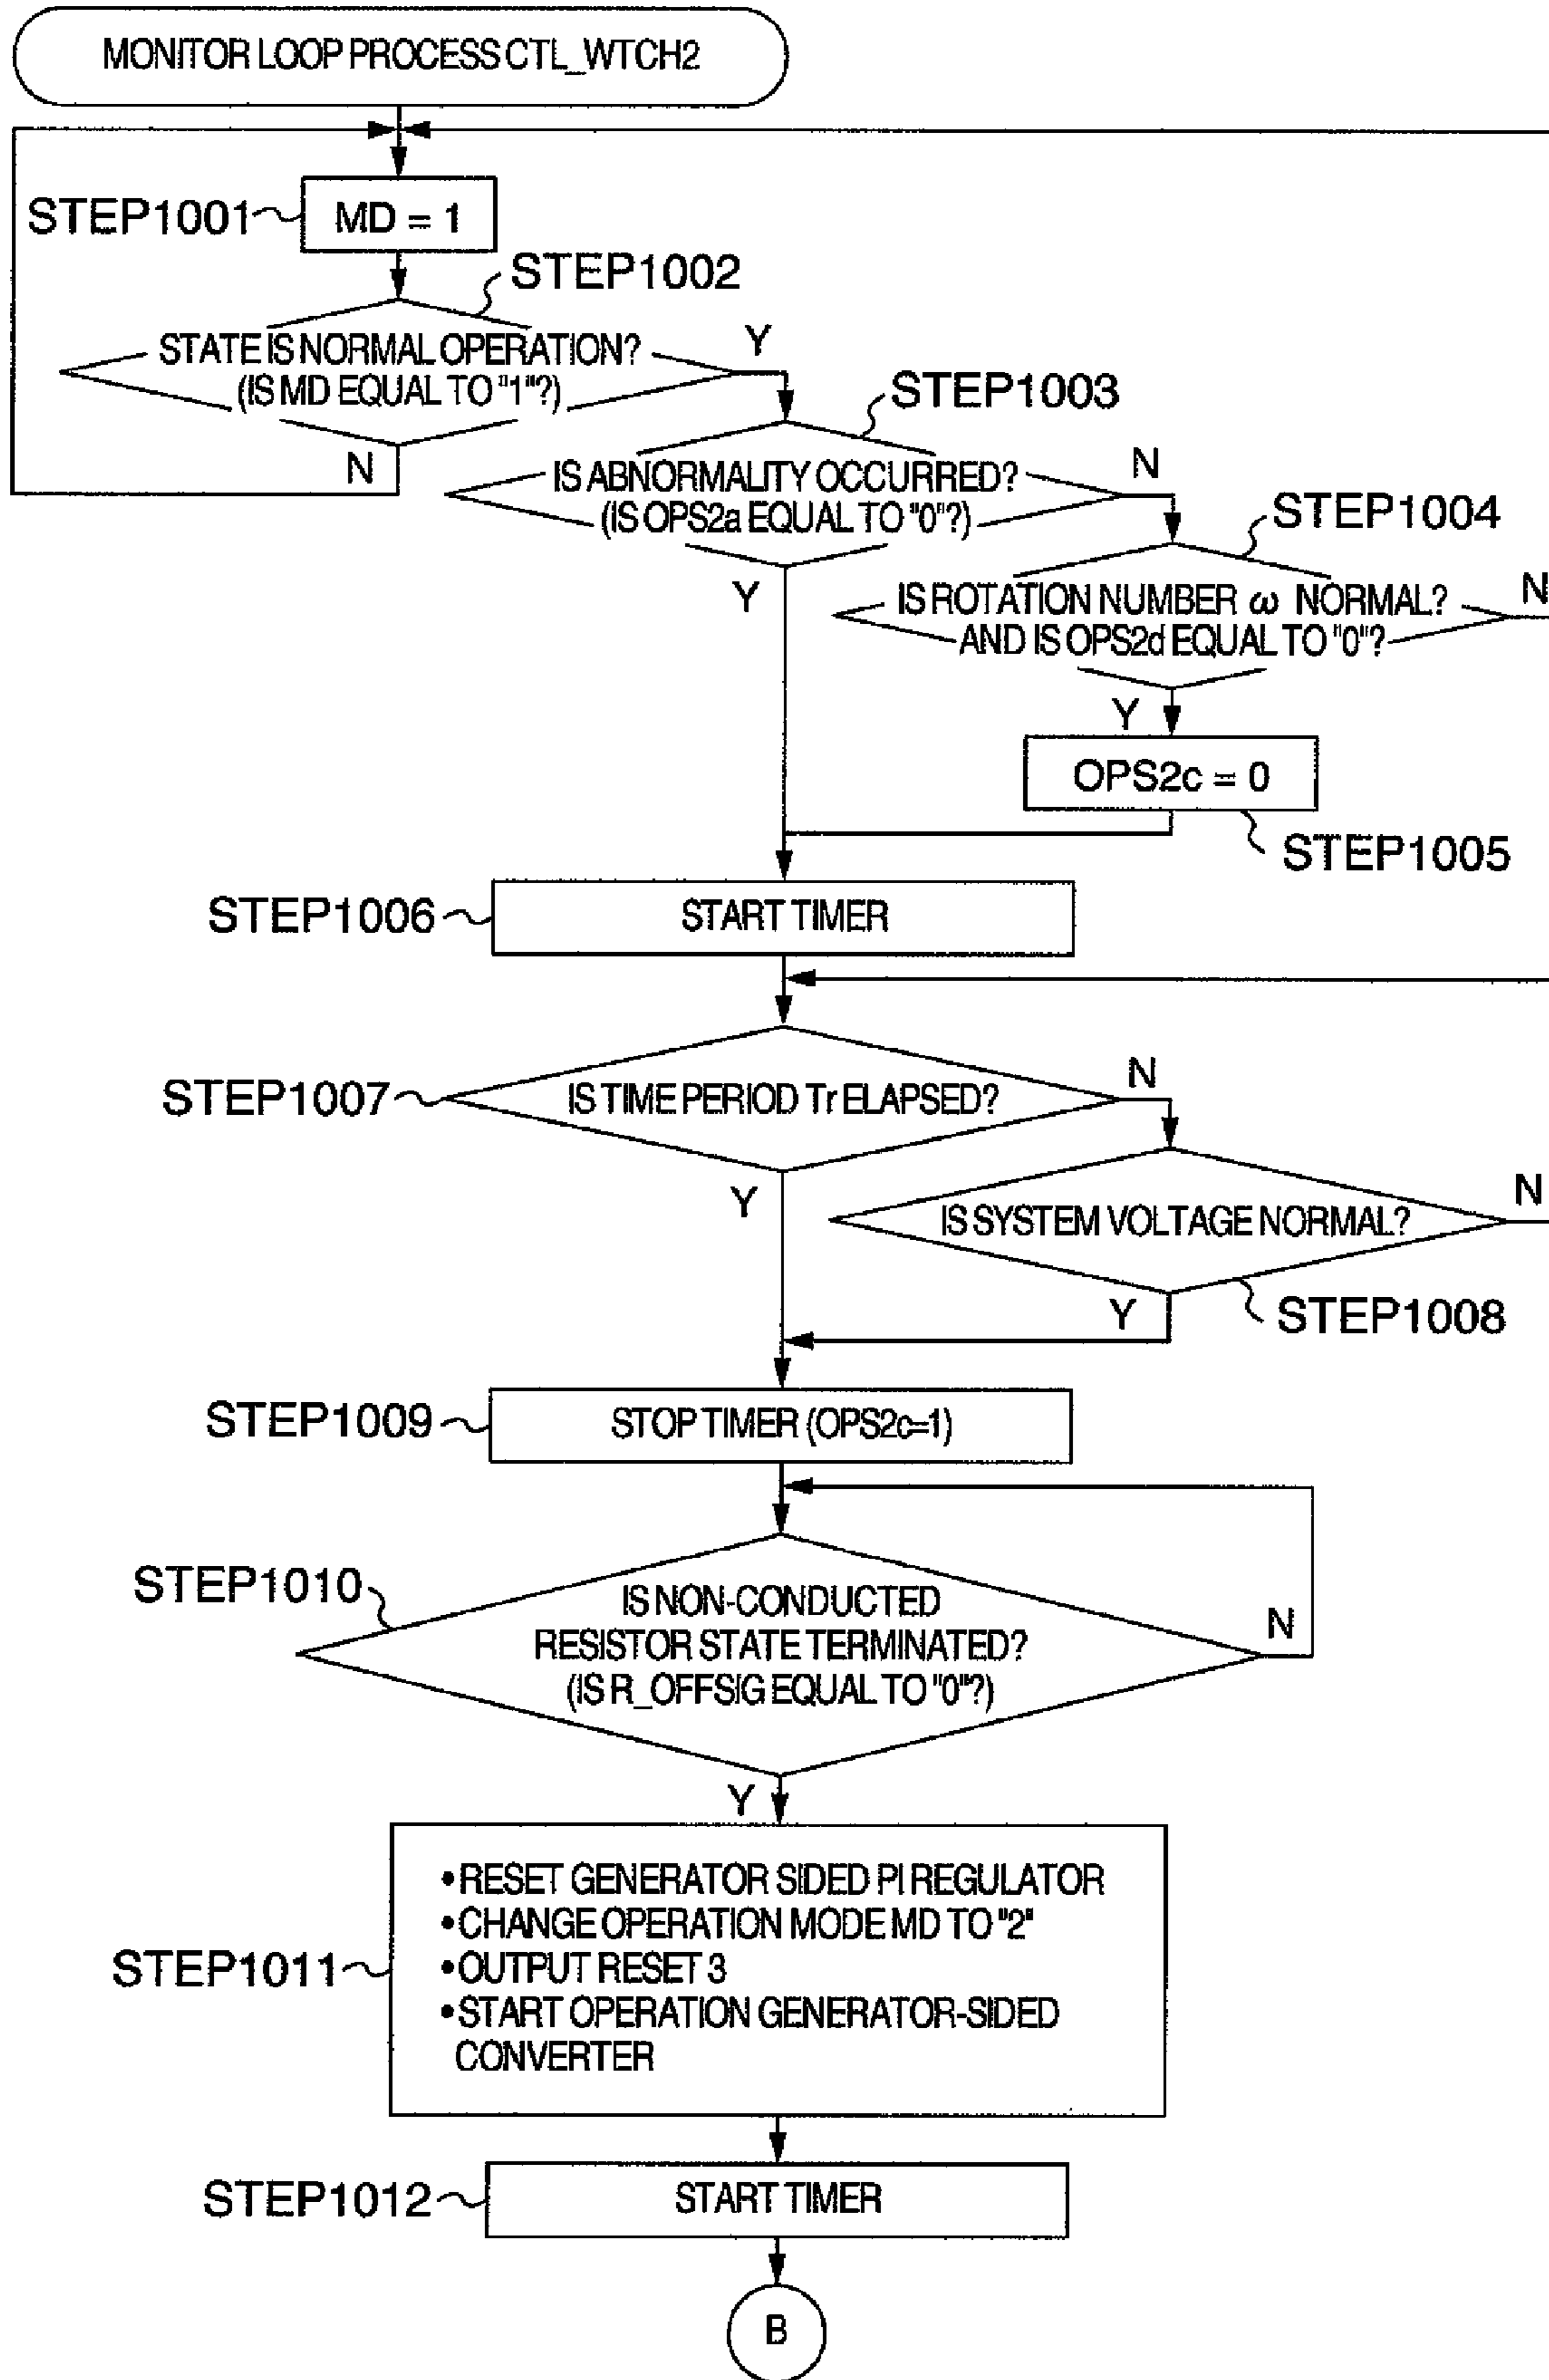 MONITOR LOOP PROCESS CTL_WTCH2
STEP1001
MD = 1
STEP1002
STATE IS NORMAL OPERATION?
(IS MD EQUAL TO "1"?)
Y
N
STEP1003
IS ABNORMALITY OCCURRED?
(IS OPS2a EQUAL TO "0"?)
N
Y
STEP1004
IS ROTATION NUMBER ω NORMAL?
AND IS OPS2d EQUAL TO "0"?
N
Y
OPS2c = 0
STEP1005
STEP1006
START TIMER
STEP1007
IS TIME PERIOD Tr ELAPSED?
N
Y
IS SYSTEM VOLTAGE NORMAL?
N
Y
STEP1008
STEP1009
STOP TIMER (OPS2c=1)
STEP1010
IS NON-CONDUCTED
RESISTOR STATE TERMINATED?
(IS R_OFFSIG EQUAL TO "0"?)
N
Y
STEP1011
•RESET GENERATOR SIDED PI REGULATOR
•CHANGE OPERATION MODE MD TO "2"
•OUTPUT RESET 3
•START OPERATION GENERATOR-SIDED
CONVERTER
STEP1012
START TIMER
B